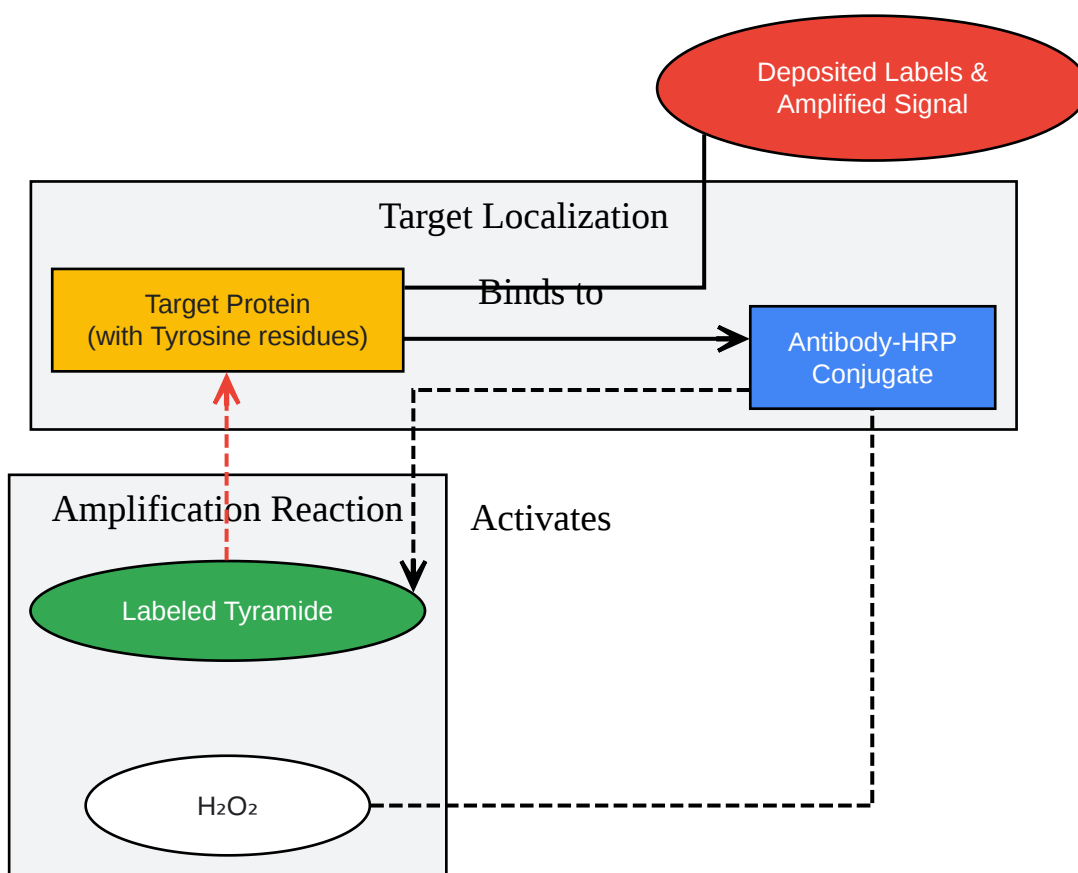 Deposited Labels &
Amplified Signal
Target Localization
Binds to
Target Protein
(with Tyrosine residues)
Antibody-HRP
Conjugate
Amplification Reaction
Activates
Labeled Tyramide
H₂O₂